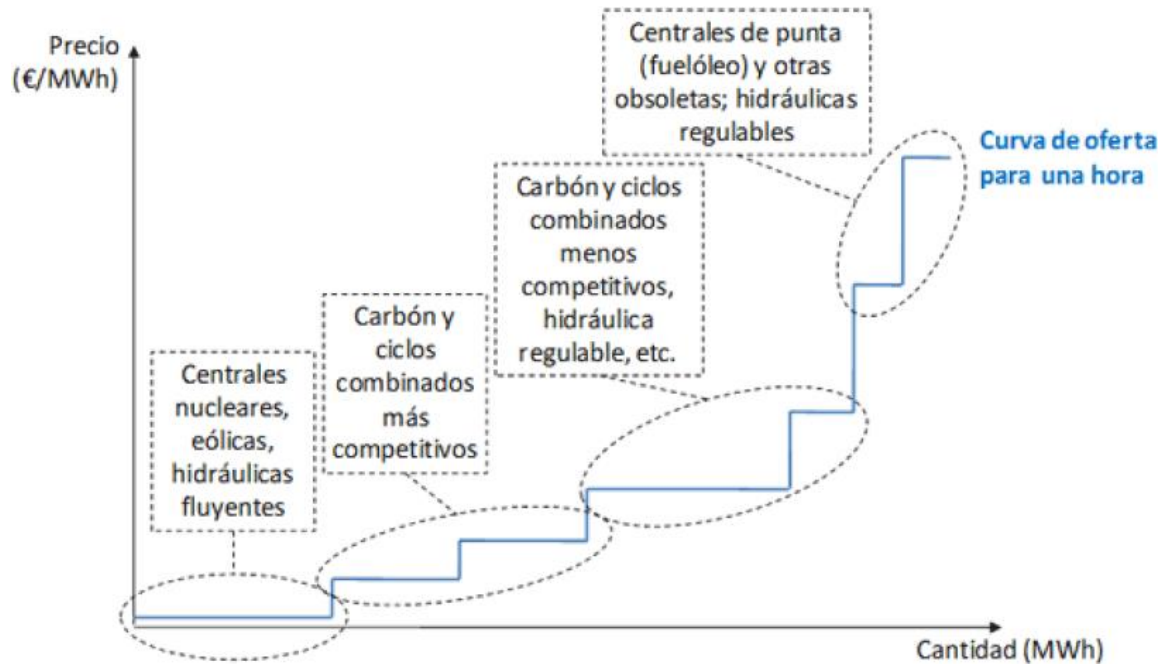 Precio
(€/MWh)
Centrales de punta
(fuelóleo) y otras
obsoletas; hidráulicas
regulables
Curva de oferta
para una hora
Carbón y ciclos
combinados
menos
competitivos,
hidráulica
regulable, etc.
Carbón y
ciclos
combinados
más
competitivos
Centrales
nucleares,
eólicas,
hidráulicas
fluyentes
Cantidad (MWh)